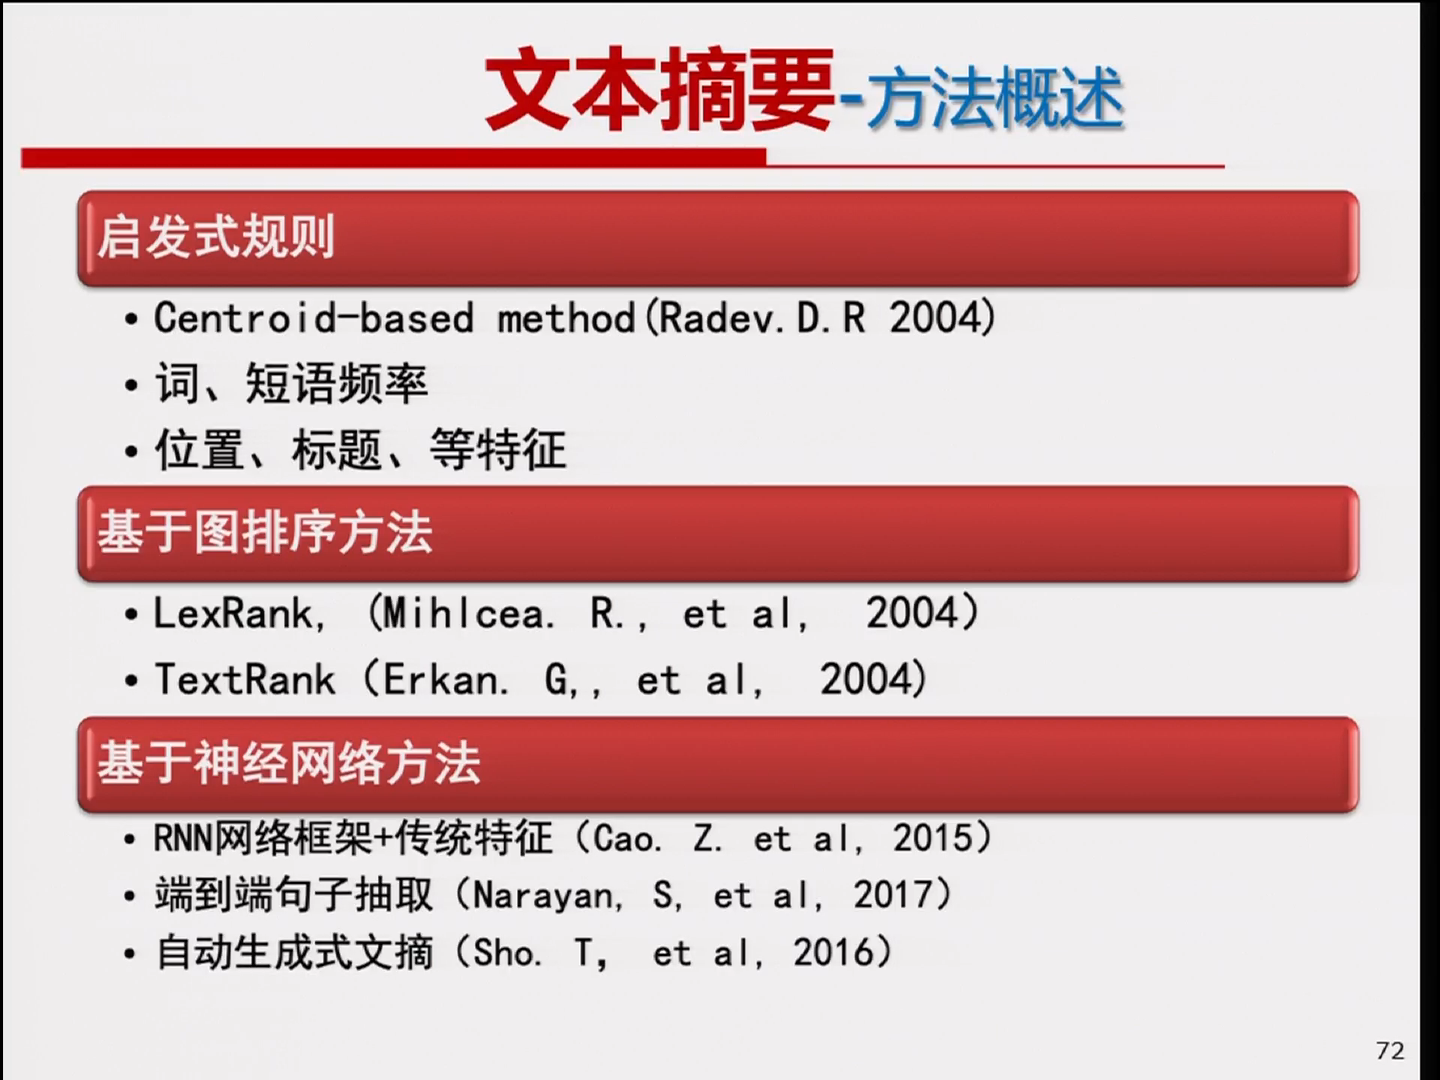 文本摘要-方法概述
启发式规则
• Centroid-based method(Radev.D.R 2004)
• 词、短语频率
• 位置、标题、等特征
基于图排序方法
• LexRank, (Mihlcea. R., et al, 2004)
• TextRank (Erkan. G,, et al, 2004)
基于神经网络方法
• RNN网络框架+传统特征（Cao. Z. et al, 2015）
• 端到端句子抽取（Narayan, S, et al, 2017）
• 自动生成式文摘（Sho. T, et al, 2016）
72